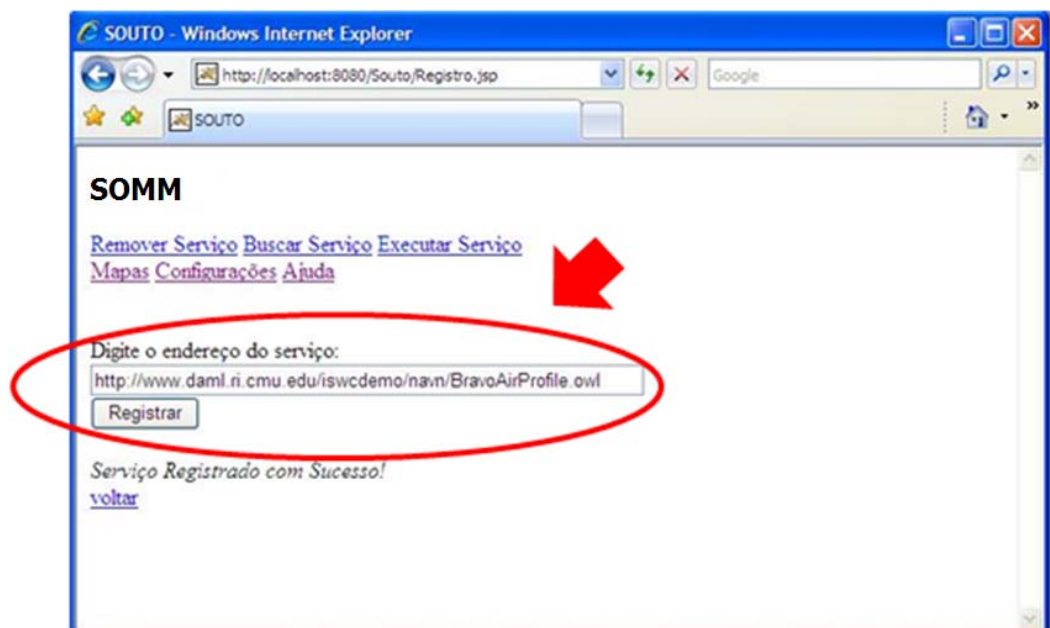 SOUTO - Windows Internet Explorer
http://localhost:8080/Souto/Registro.jsp
Google
SOUTO
SOMM
Remover Serviço Buscar Serviço Executar Serviço
Mapas Configurações Ajuda
Digite o endereço do serviço:
http://www.daml.ri.cmu.edu/iswcdemo/navn/BravoAirProfile.owl
Registrar
Serviço Registrado com Sucesso!
voltar